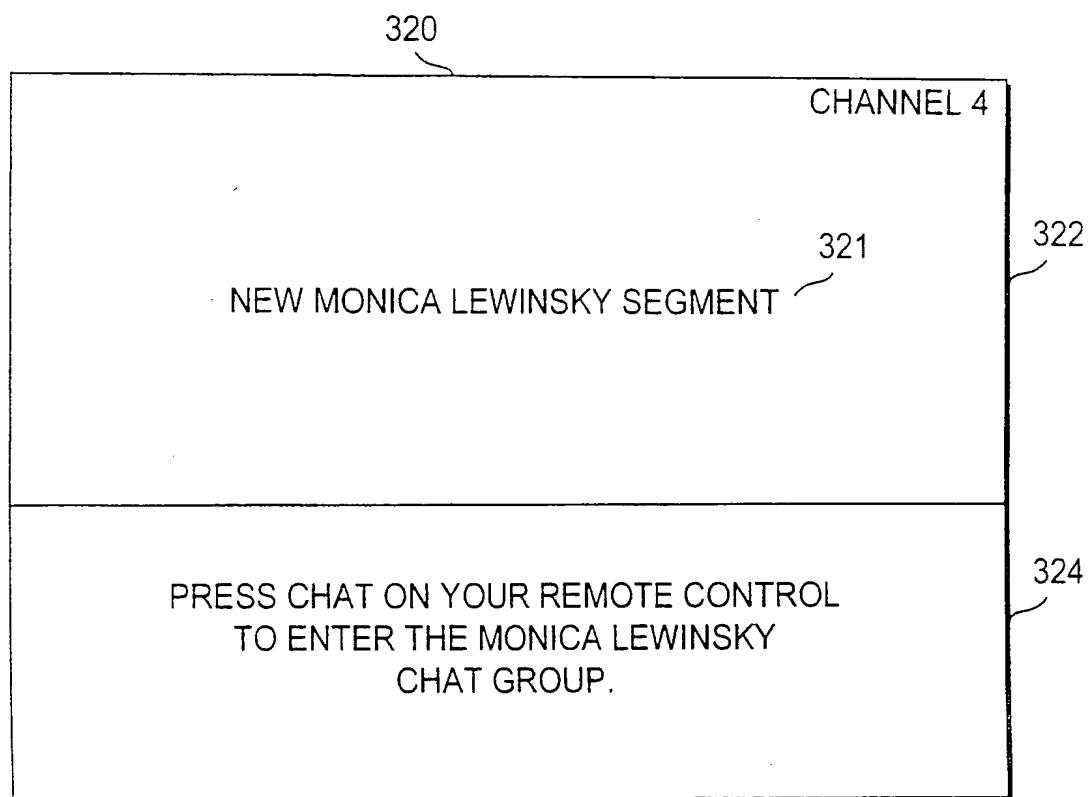 320
CHANNEL 4
322
321
NEW MONICA LEWINSKY SEGMENT
324
PRESS CHAT ON YOUR REMOTE CONTROL
TO ENTER THE MONICA LEWINSKY
CHAT GROUP.